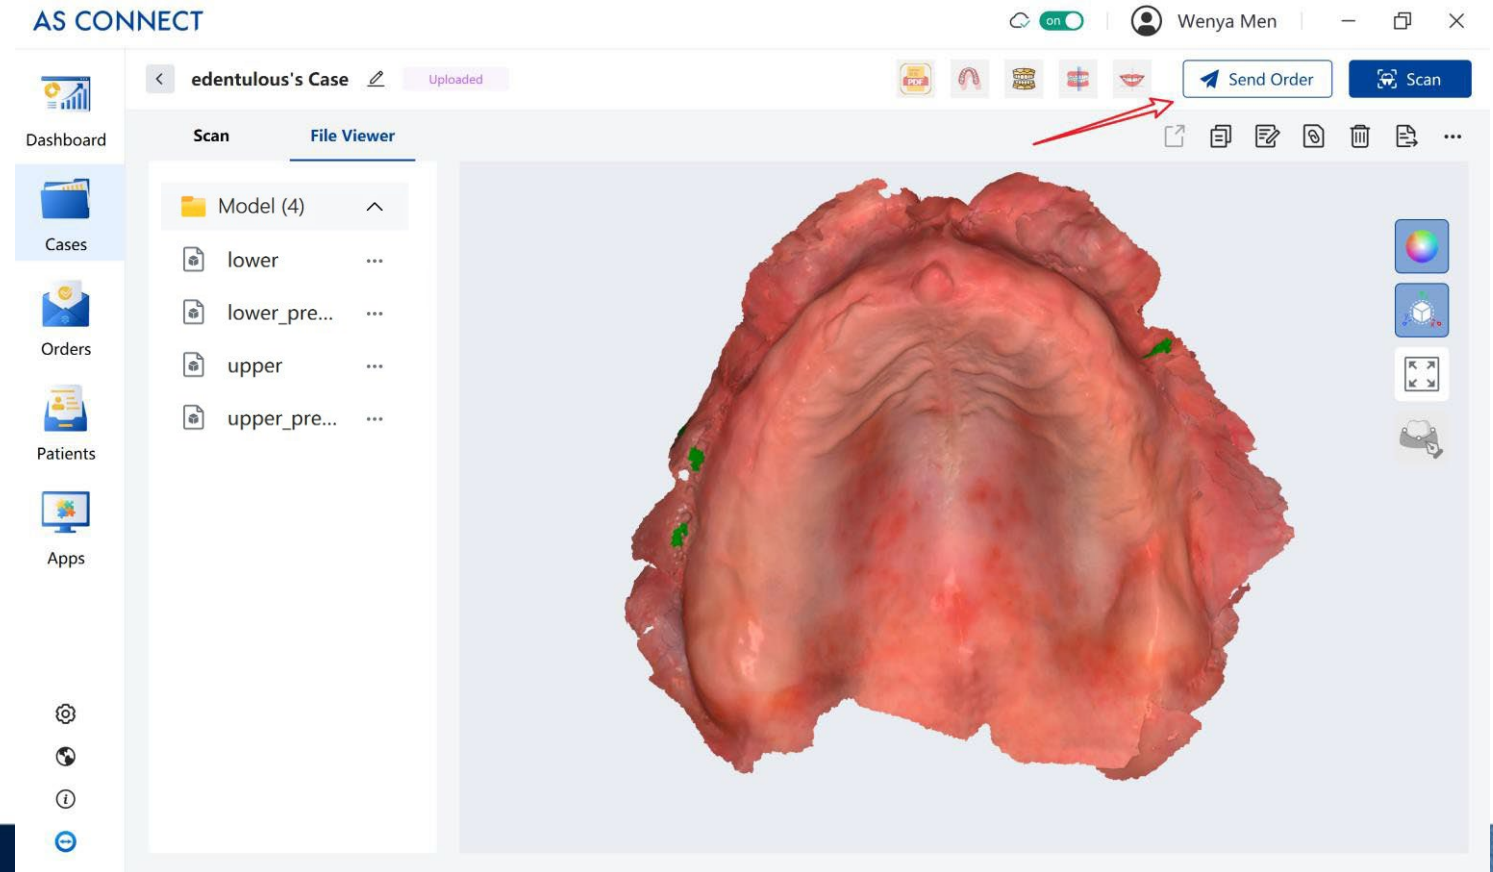 AS CONNECT
on
Wenya Men
edentulous's Case
Uploaded
PDF
Send Order
Scan
Dashboard
Scan
File Viewer
Model (4)
Cases
lower
lower_pre...
Orders
upper
upper_pre...
Patients
Apps